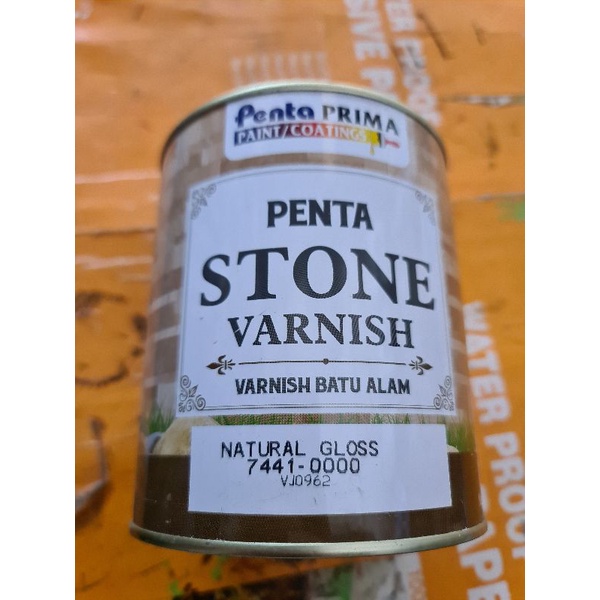 Penta PRIMA
PAINT/COATINGS
PENTA
STONE
VARNISH
VARNISH BATU ALAM
NATURAL GLOSS
7441-0000
VJ0962
WATER PROOF